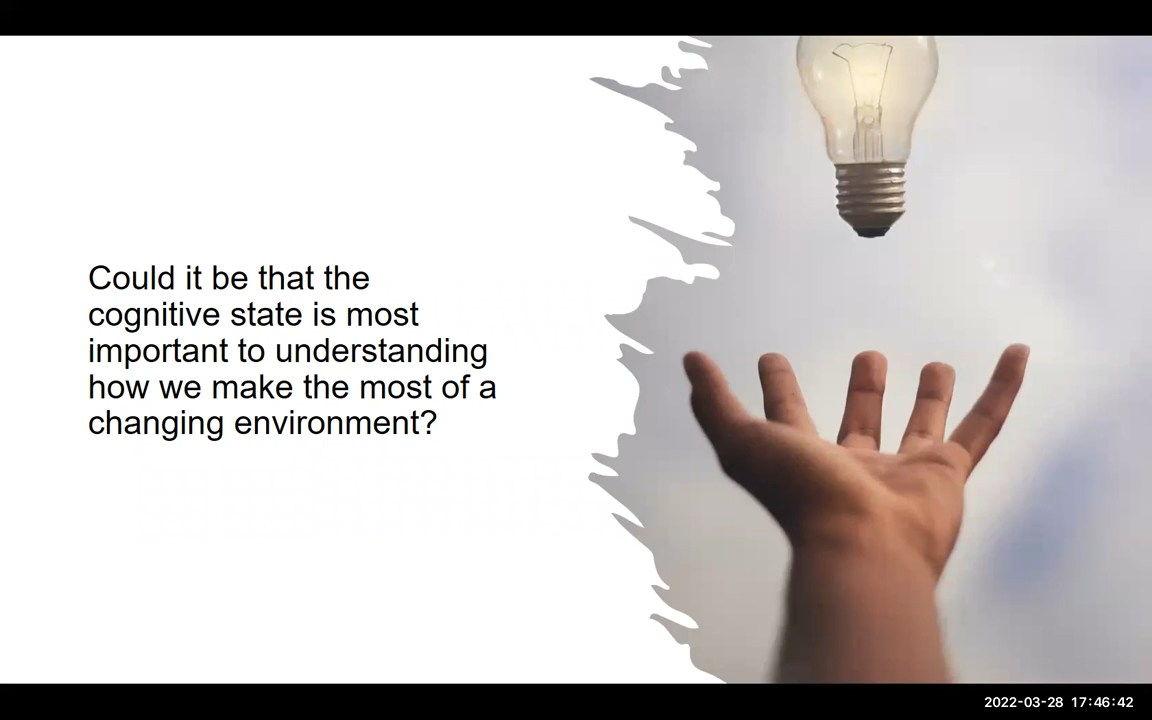 Could it be that the
cognitive state is most
important to understanding
how we make the most of a
changing environment?
2022-03-28 17:46:42